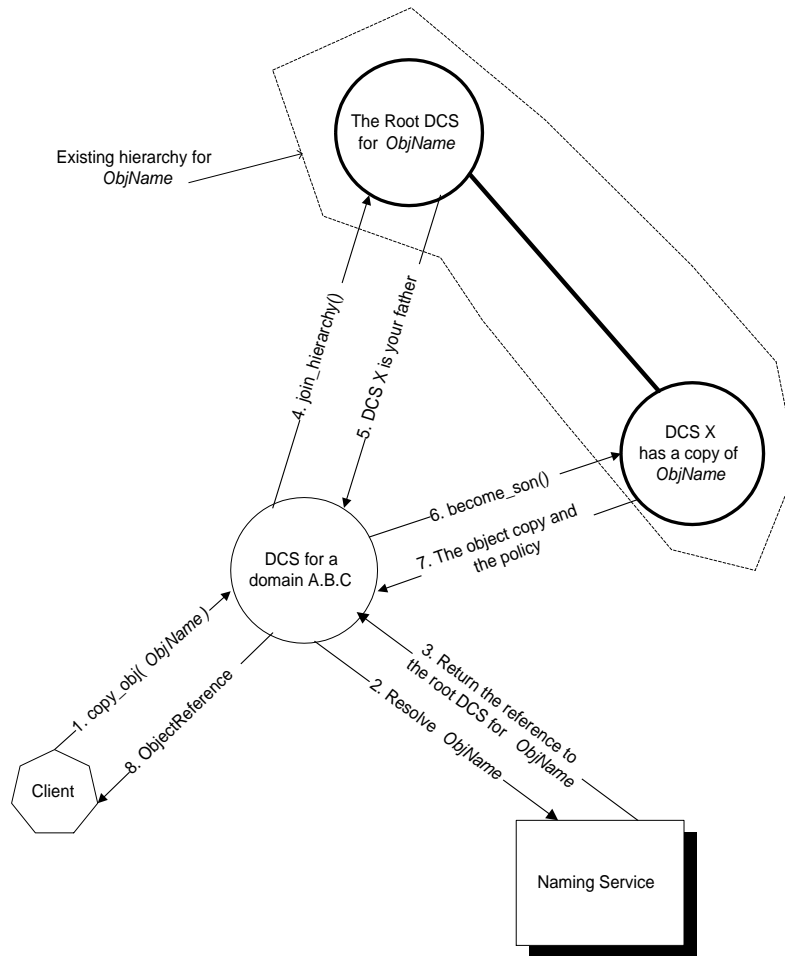 The Root DCS
for ObjName
Existing hierarchy for
ObjName
4. join_hierarchy()
5. DCS X is your father
DCS X
has a copy of
ObjName
6. become_son()
7. The object copy and
the policy
DCS for a
domain A.B.C
1. copy_obj( ObjName )
8. ObjectReference
2. Resolve ObjName
3. Return the reference to
the root DCS for ObjName
Client
Naming Service